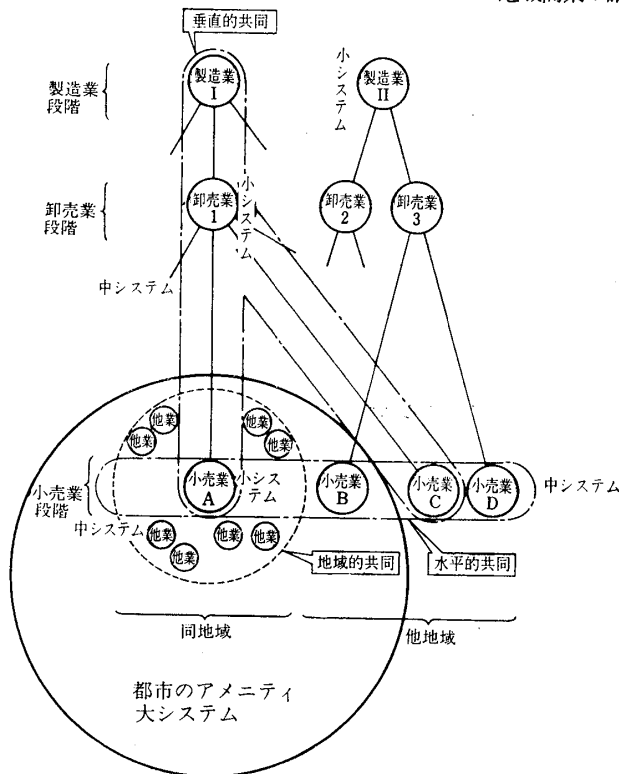 垂直的共同
製造業
段階
製造業
I
小システム
製造業
II
卸売業
段階
卸売業
1
小システム
卸売業
2
卸売業
3
中システム
他業
他業
他業
他業
小売業
段階
小売業
A
小シス
テム
小売業
B
小売業
C
小売業
D
中システム
中システム
他業
他業
他業
他業
地域的共同
水平的共同
同地域
他地域
都市のアメニティ
大システム